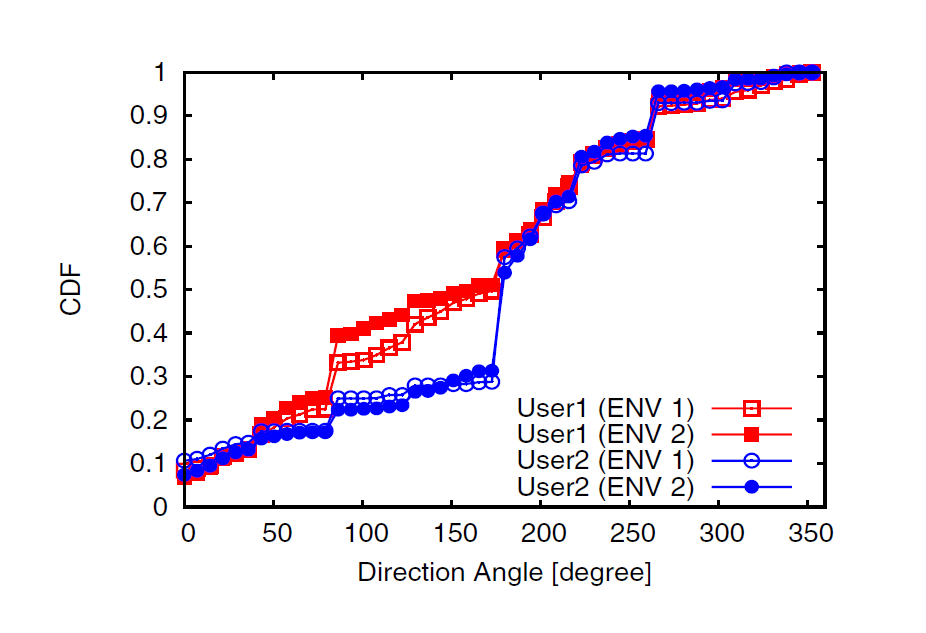 1
0.9
0.8
0.7
0.6
0.5
0.4
0.3
0.2
0.1
0
CDF
User1 (ENV 1)
User1 (ENV 2)
User2 (ENV 1)
User2 (ENV 2)
0 50 100 150 200 250 300 350
Direction Angle [degree]